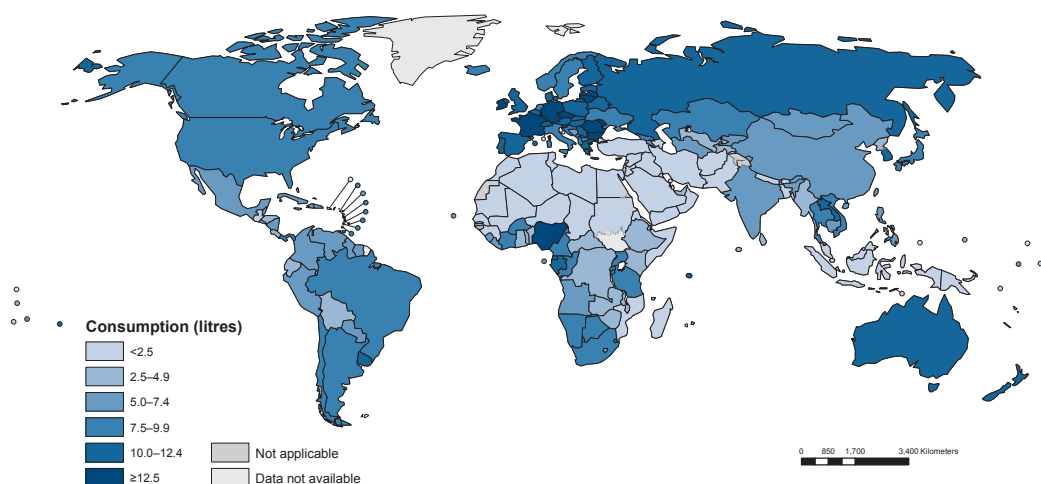 Consumption (litres)
<2.5
2.5–4.9
5.0–7.4
7.5–9.9
10.0–12.4
≥12.5
Not applicable
Data not available
0 850 1,700 3,400 Kilometers